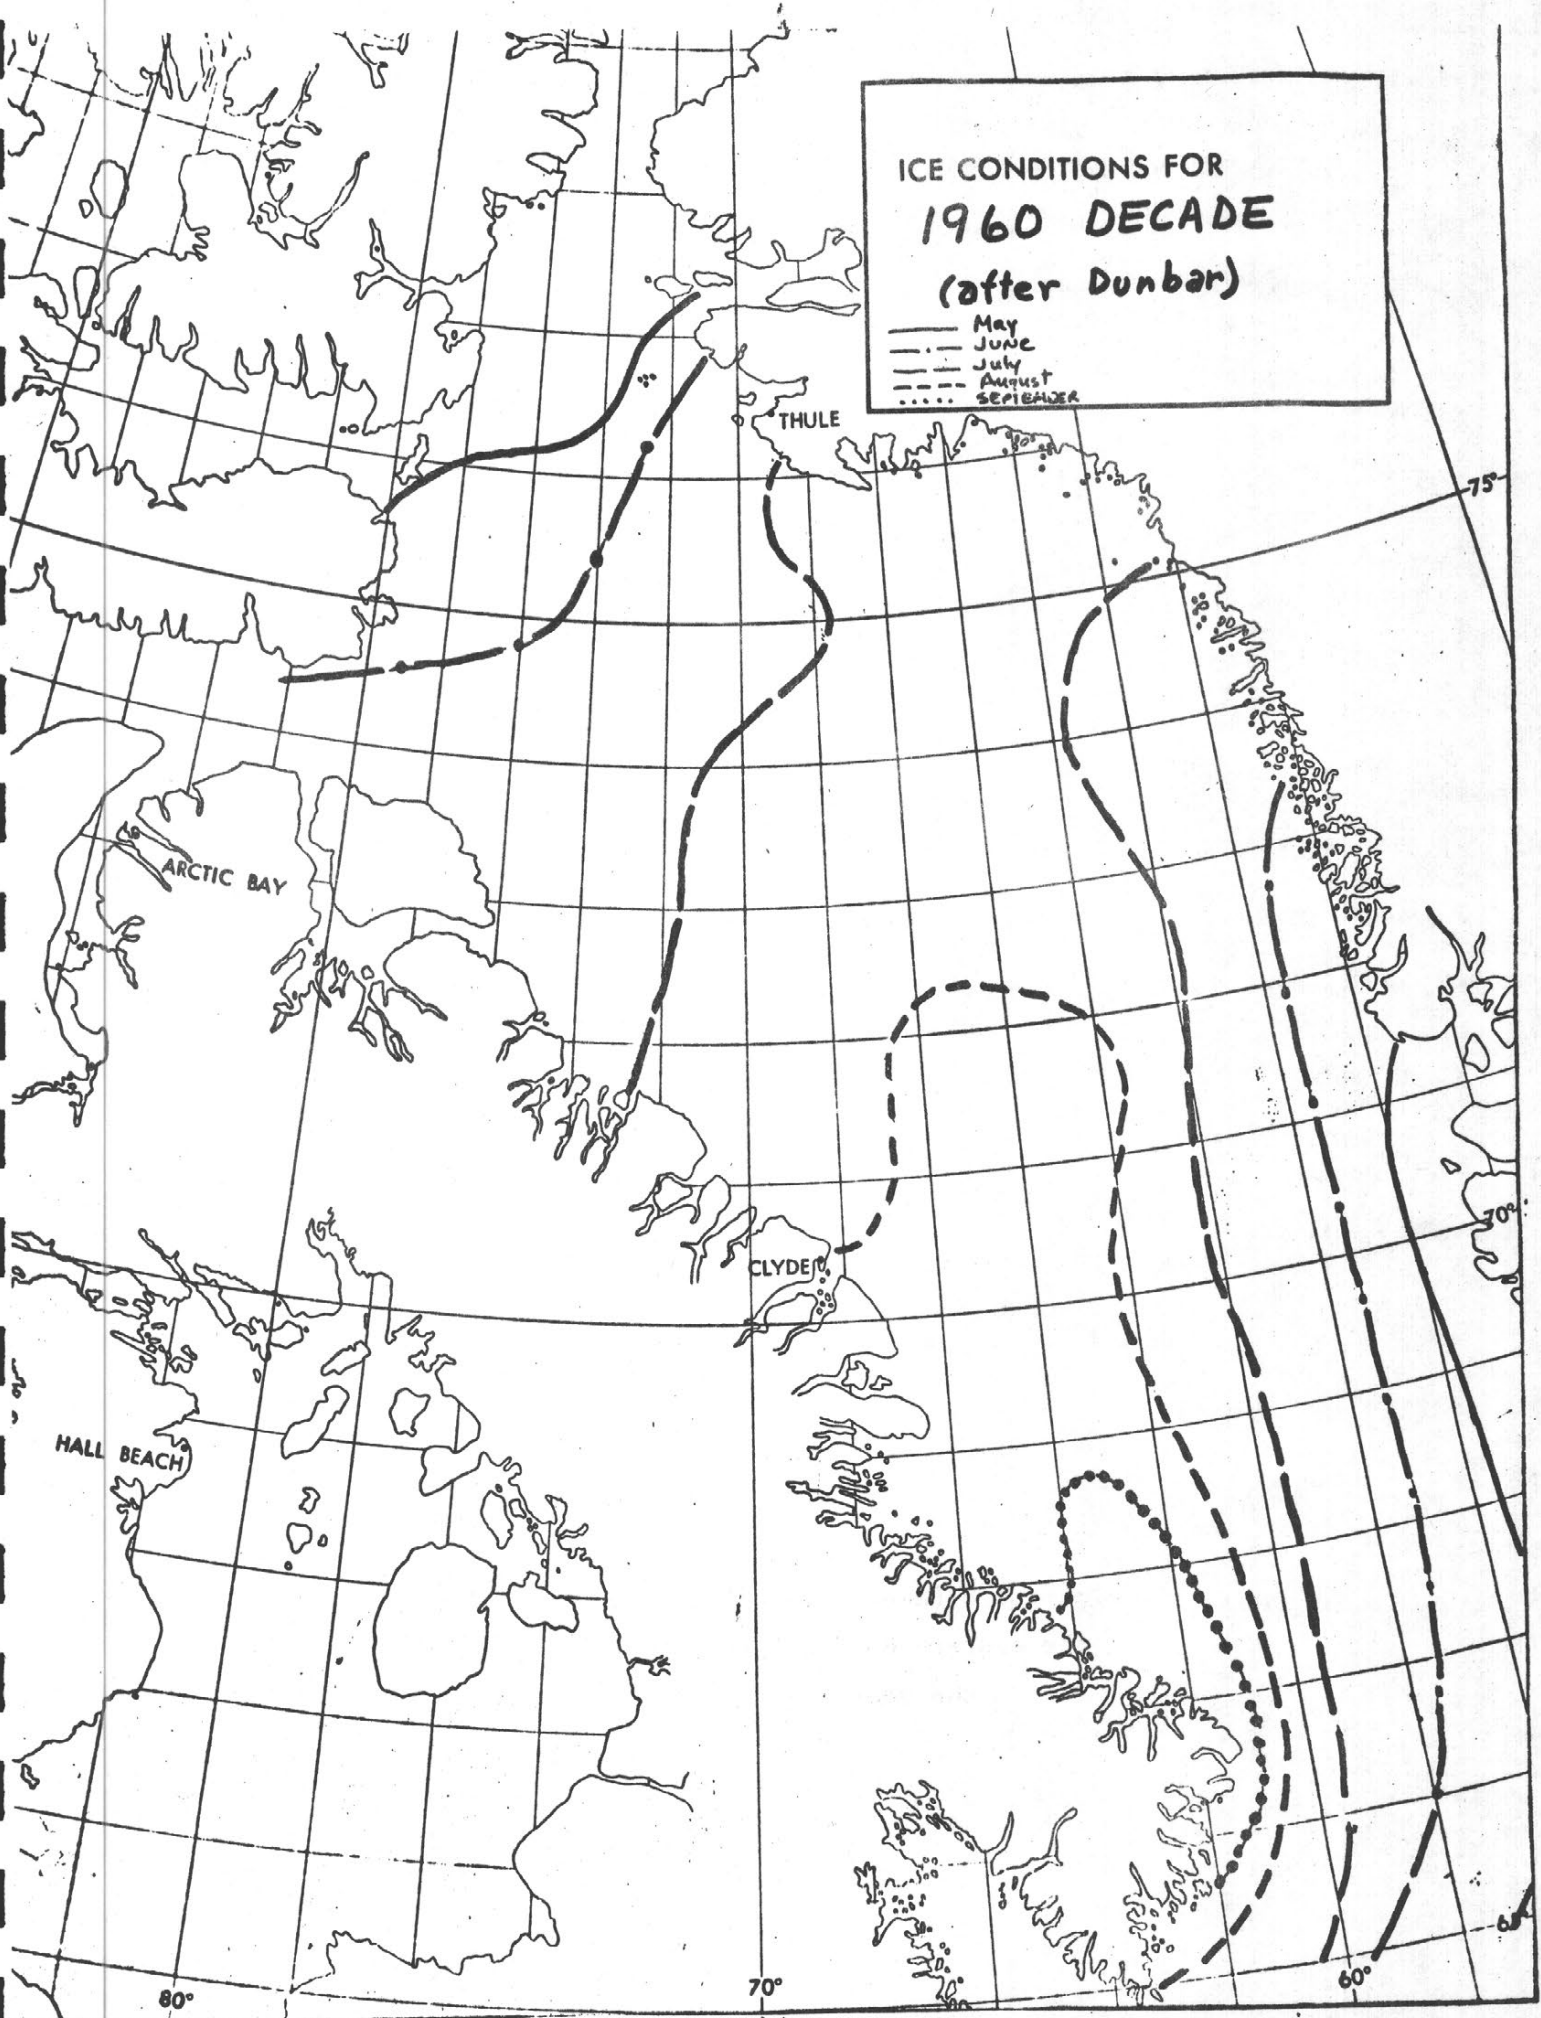 ICE CONDITIONS FOR
1960 DECADE
(after Dunbar)
May
June
July
August
SEPTEMBER
THULE
75°
ARCTIC BAY
70°
CLYDE
HALL BEACH
80°
70°
60°